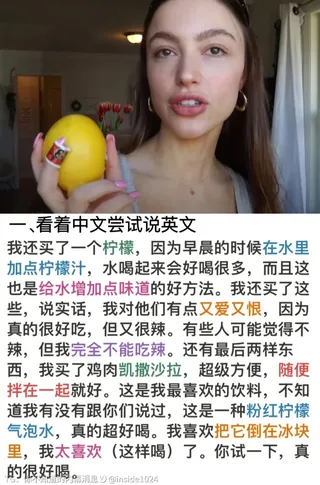 一、看着中文尝试说英文
我还买了一个柠檬，因为早晨的时候在水里
加点柠檬汁，水喝起来会好喝很多，而且这
也是给水增加点味道的好方法。我还买了这
些，说实话，我对他们有点又爱又恨，因为
真的很好吃，但又很辣。有些人可能觉得不
辣，但我完全不能吃辣。还有最后两样东
西，我买了鸡肉凯撒沙拉，超级方便，随便
拌在一起就好。这是我最喜欢的饮料，不知
道我有没有跟你们说过，这是一种粉红柠檬
气泡水，真的超好喝。我喜欢把它倒在冰块
里，我太喜欢（这样喝）了。你试一下，真
的很好喝。
@inside1024